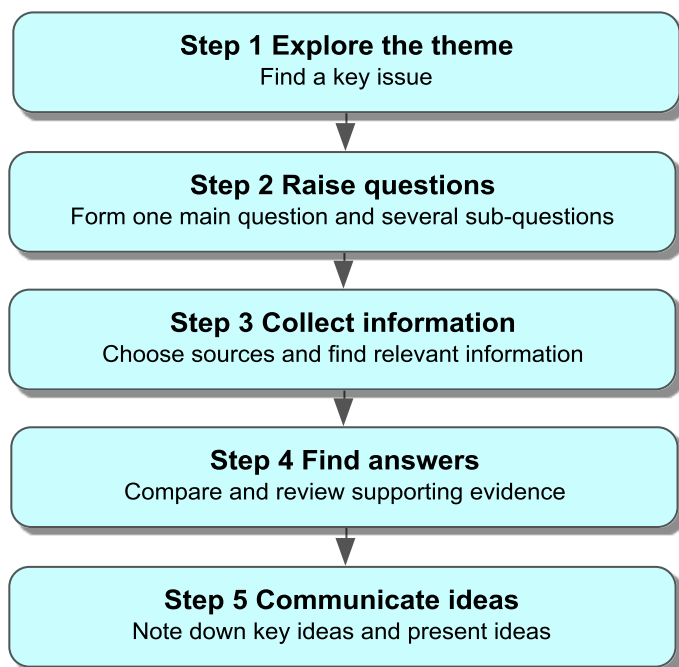 Step 1 Explore the theme
Find a key issue
Step 2 Raise questions
Form one main question and several sub-questions
Step 3 Collect information
Choose sources and find relevant information
Step 4 Find answers
Compare and review supporting evidence
Step 5 Communicate ideas
Note down key ideas and present ideas